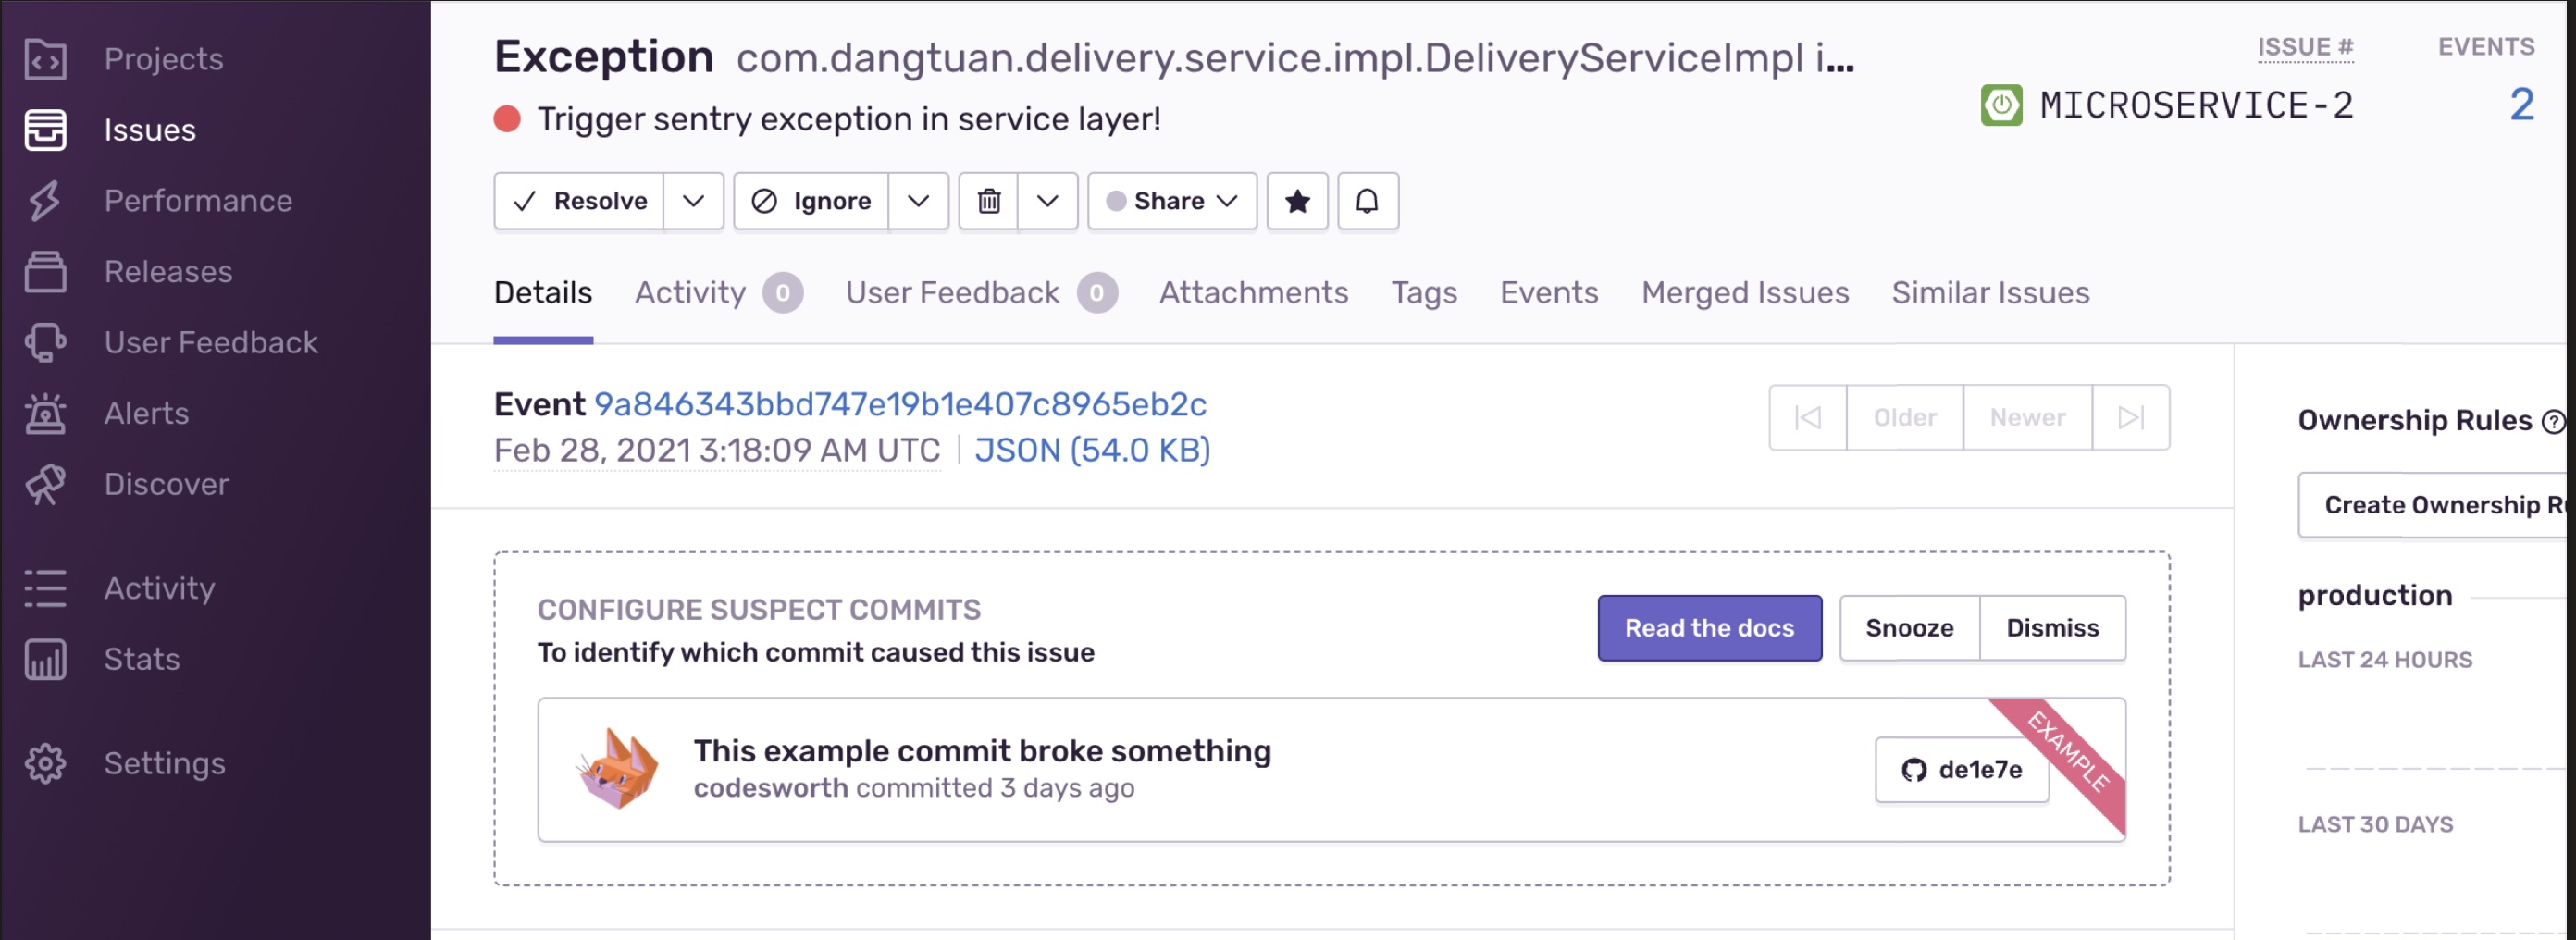 Projects
Issues
Performance
Releases
User Feedback
Alerts
Discover
Activity
Stats
Settings
Exception com.dangtuan.delivery.service.impl.DeliveryServiceImpl i...
Trigger sentry exception in service layer!
ISSUE #
MICROSERVICE-2
EVENTS
2
Resolve Ignore Share
Details Activity 0 User Feedback 0 Attachments Tags Events Merged Issues Similar Issues
Event 9a846343bbd747e19b1e407c8965eb2c
Feb 28, 2021 3:18:09 AM UTC JSON (54.0 KB)
Older Newer
CONFIGURE SUSPECT COMMITS
To identify which commit caused this issue
Read the docs Snooze Dismiss
This example commit broke something
codesworth committed 3 days ago
de1e7e
EXAMPLE
Ownership Rules ?
Create Ownership R
production
LAST 24 HOURS
LAST 30 DAYS